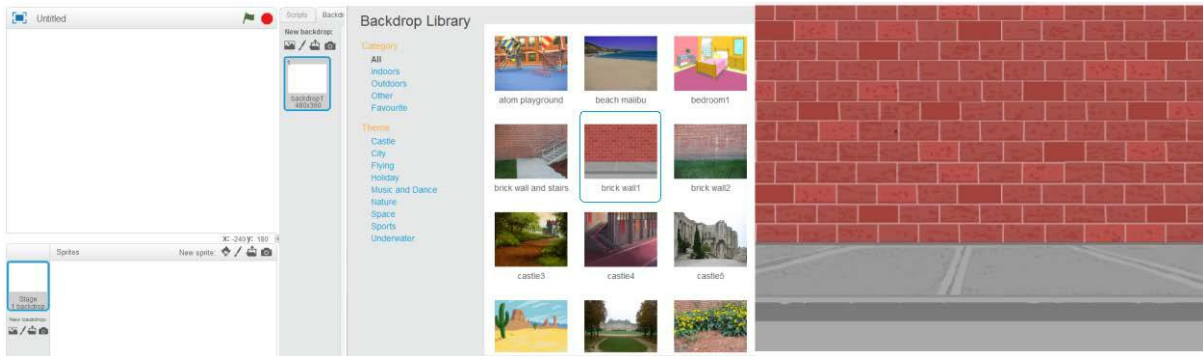 Untitled
x: -240 y: 180
Sprites
New sprite:
Stage
1 backdrop
New backdrop:
Scripts
Backdr
New backdrop:
1
backdrop1
480x360
Backdrop Library
Category
All
Indoors
Outdoors
Other
Favourite
Theme
Castle
City
Flying
Holiday
Music and Dance
Nature
Space
Sports
Underwater
atom playground
beach malibu
bedroom1
brick wall and stairs
brick wall1
brick wall2
castle3
castle4
castle5